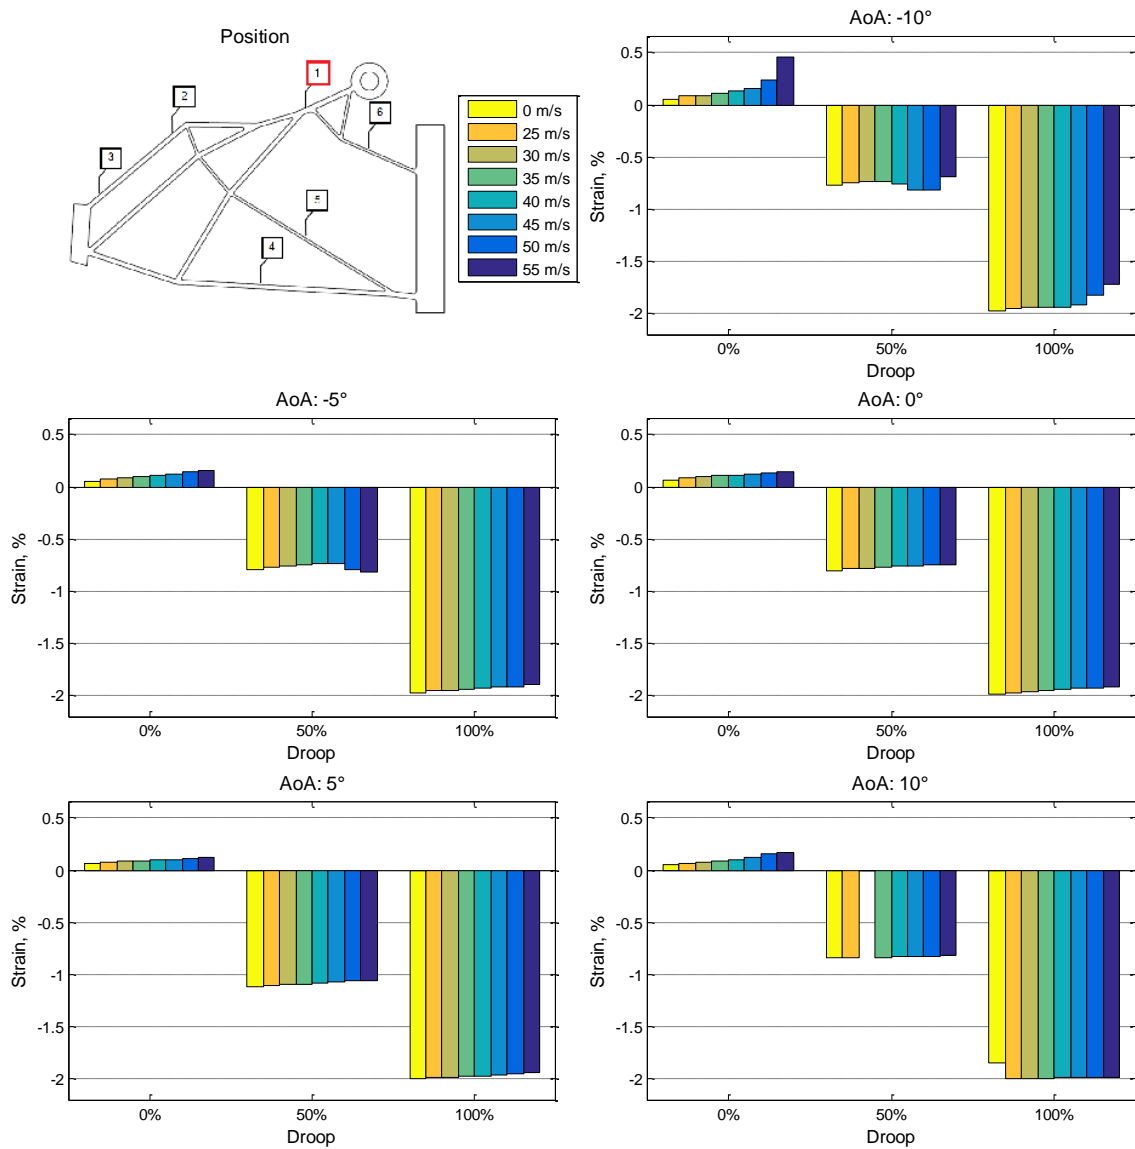 Position
1
2
3
4
5
6
0 m/s
25 m/s
30 m/s
35 m/s
40 m/s
45 m/s
50 m/s
55 m/s
AoA: -10°
0.5
0
-0.5
-1
-1.5
-2
Strain, %
0%
50%
100%
Droop
AoA: -5°
0.5
0
-0.5
-1
-1.5
-2
Strain, %
0%
50%
100%
Droop
AoA: 0°
0.5
0
-0.5
-1
-1.5
-2
Strain, %
0%
50%
100%
Droop
AoA: 5°
0.5
0
-0.5
-1
-1.5
-2
Strain, %
0%
50%
100%
Droop
AoA: 10°
0.5
0
-0.5
-1
-1.5
-2
Strain, %
0%
50%
100%
Droop